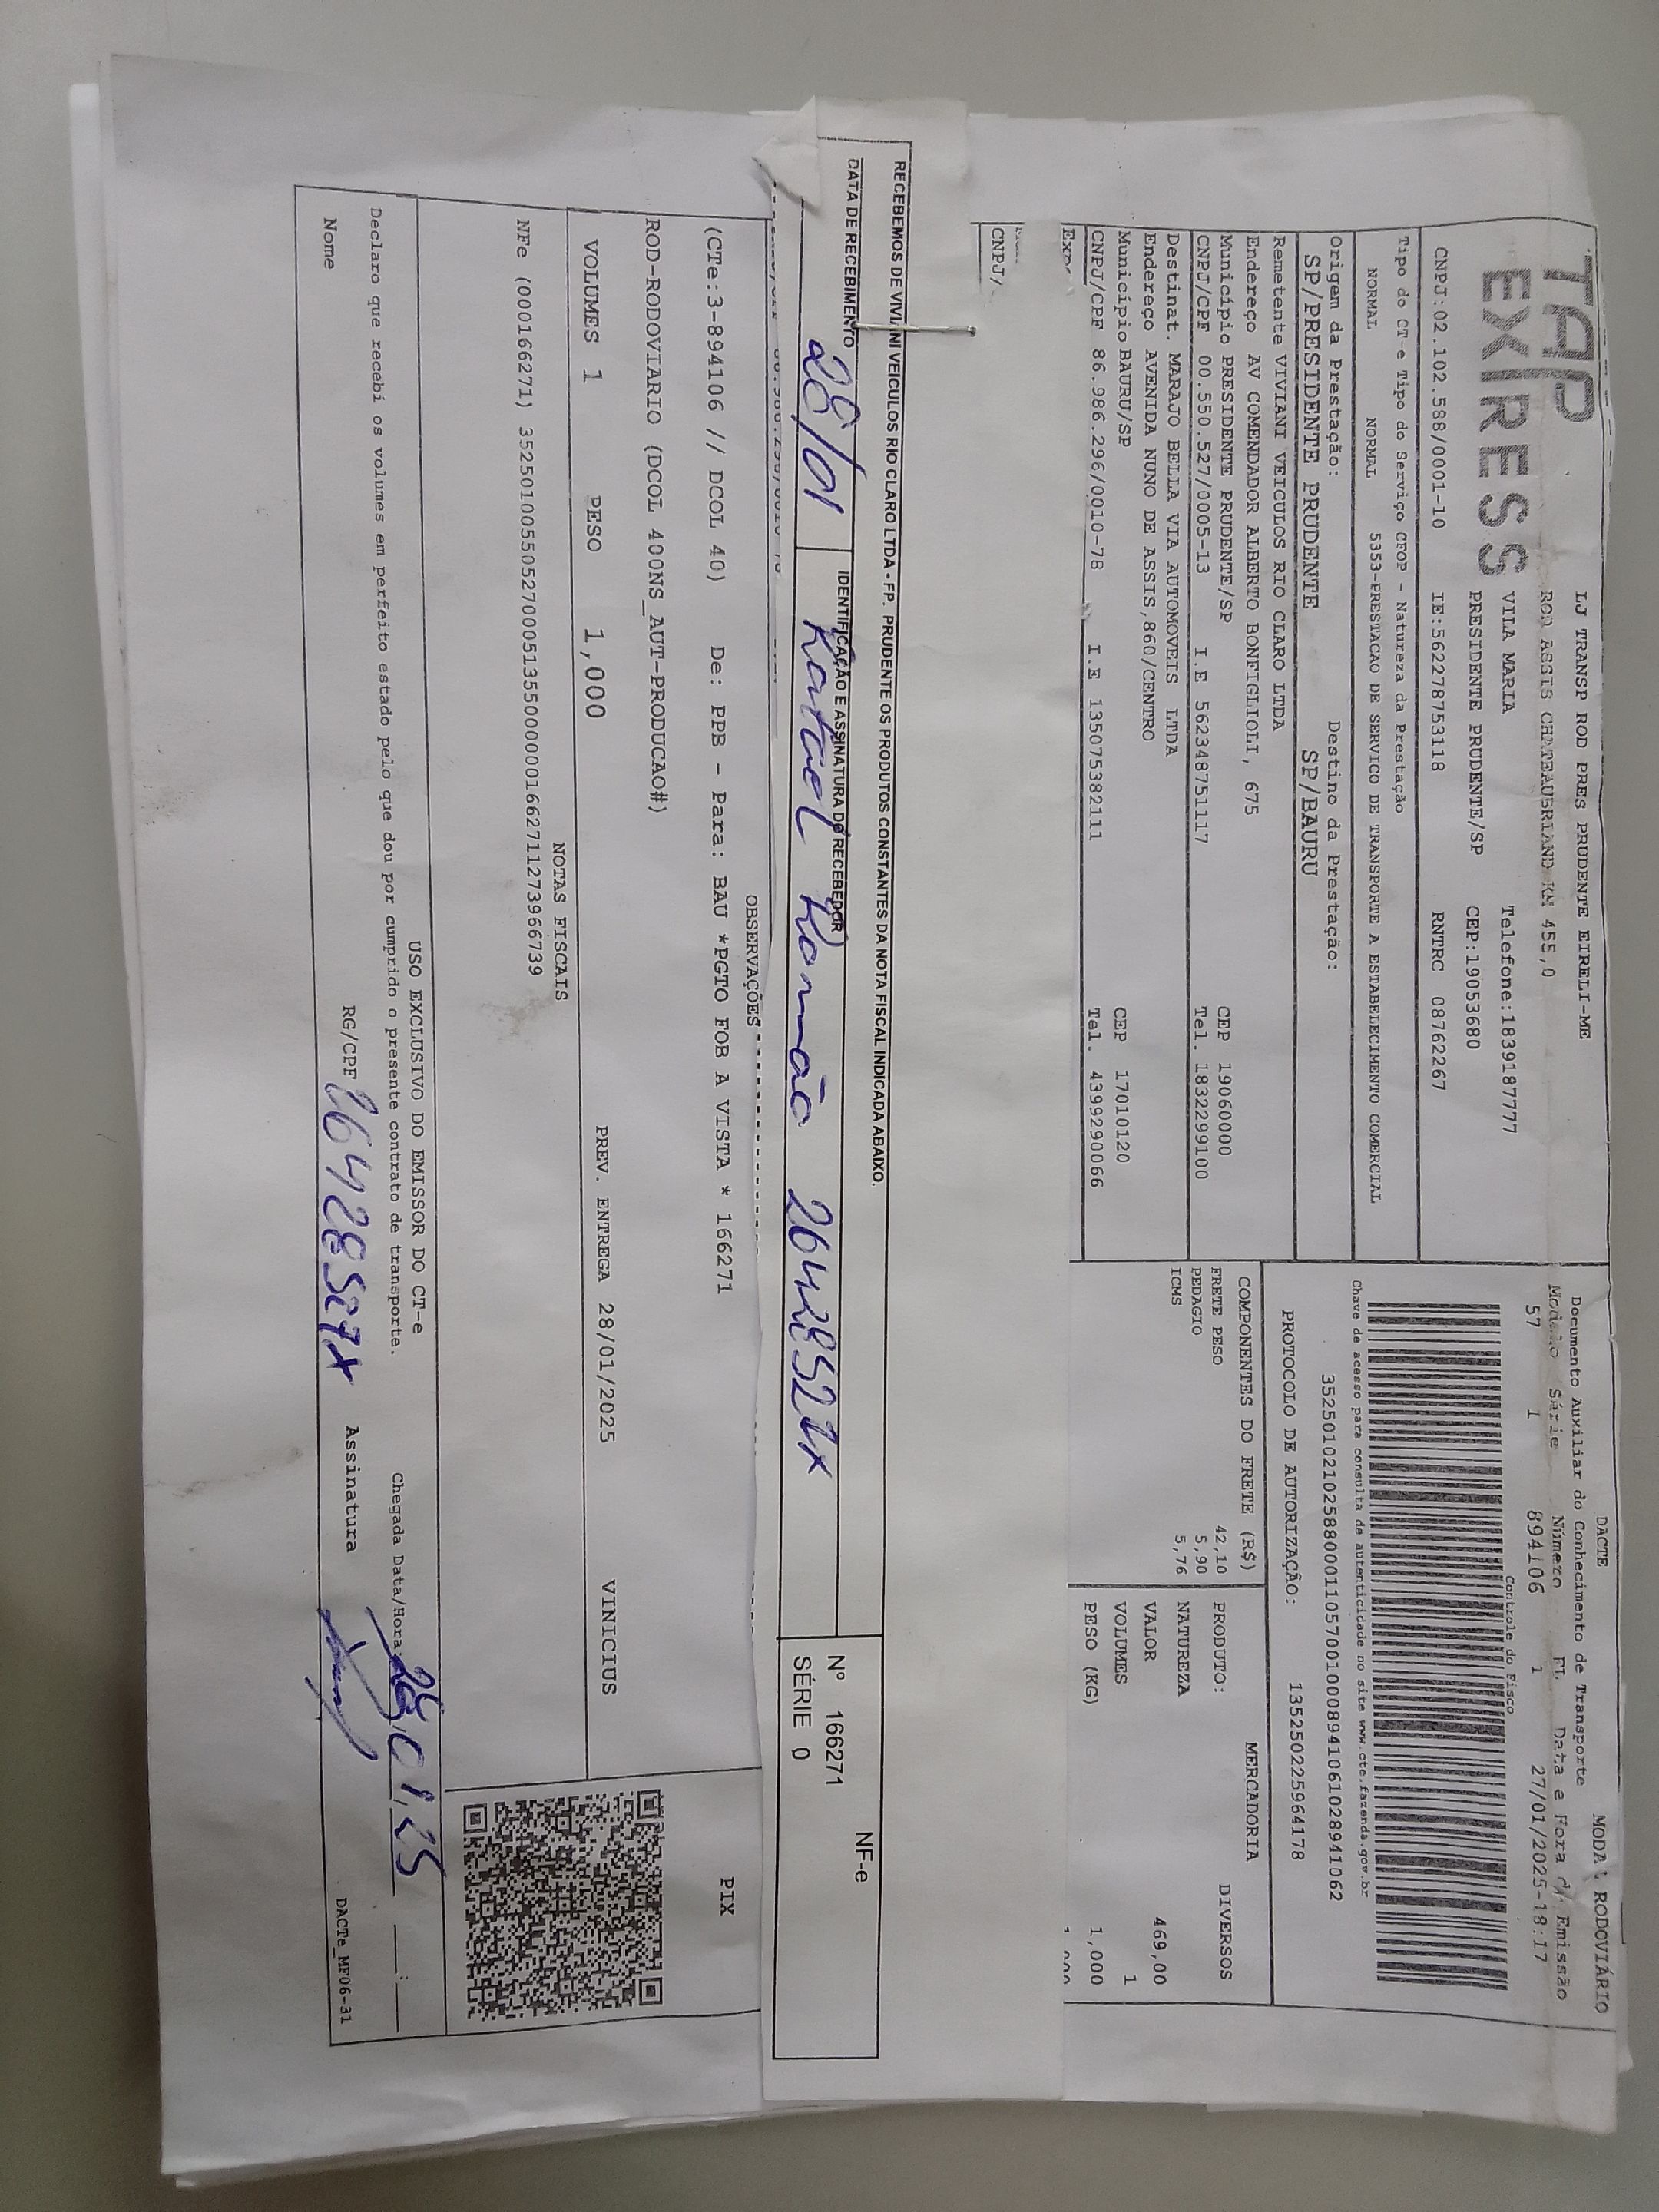 TAP EXPRESS
LJ TRANSP ROD PRES PRUDENTE EIRELI-ME
ROD ASSIS CHATEAUBRIAND KM 455,0
VILA MARIA Telefone:1839187777
PRESIDENTE PRUDENTE/SP CEP:19053680
CNPJ:02.102.588/0001-10 IE:562278753118 RNTRC 08762267
Tipo do CT-e Tipo do Serviço CFOP - Natureza da Prestação
NORMAL NORMAL 5353-PRESTACAO DE SERVICO DE TRANSPORTE A ESTABELECIMENTO COMERCIAL
Origem da Prestação: Destino da Prestação:
SP/PRESIDENTE PRUDENTE SP/BAURU
Remetente VIVIANI VEICULOS RIO CLARO LTDA
Endereço AV COMENDADOR ALBERTO BONFIGLIOLI, 675
Município PRESIDENTE PRUDENTE/SP CEP 19060000
CNPJ/CPF 00.550.527/0005-13 I.E 562348751117 Tel. 1832299100
Destinat. MARAJO BELLA VIA AUTOMOVEIS LTDA
Endereço AVENIDA NUNO DE ASSIS,860/CENTRO
Município BAURU/SP CEP 17010120
CNPJ/CPF 86.986.296/0010-78 I.E 135075382111 Tel. 43999290066
CNPJ/
DACTE MODAL RODOVIÁRIO
Documento Auxiliar do Conhecimento de Transporte
Modelo Série Número FL Data e Hora de Emissão
57 1 894106 1 27/01/2025-18:17
Controle do Fisco
Chave de acesso para consulta de autenticidade no site www.cte.fazenda.gov.br
35250102102588000110570010008941061028941062
PROTOCOLO DE AUTORIZAÇÃO: 135250225964178
COMPONENTES DO FRETE (R$)
FRETE PESO 42,10
PEDAGIO 5,90
ICMS 5,76
MERCADORIA
PRODUTO: DIVERSOS
NATUREZA
VALOR 469,00
VOLUMES 1
PESO (KG) 1,000
RECEBEMOS DE VIVIANI VEICULOS RIO CLARO LTDA - FP. PRUDENTE OS PRODUTOS CONSTANTES DA NOTA FISCAL INDICADA ABAIXO.
DATA DE RECEBIMENTO IDENTIFICAÇÃO E ASSINATURA DO RECEBEDOR
28/01 Romão
NF-e
Nº 166271
SÉRIE 0
OBSERVAÇÕES
(CTe:3-894106 // DCOL 40) De: PPB - Para: BAU *PGTO FOB A VISTA * 166271
ROD-RODOVIARIO (DCOL 400NS_AUT-PRODUCAO#)
PIX
VOLUMES 1 PESO 1,000 PREV. ENTREGA 28/01/2025 VINICIUS
NOTAS FISCAIS
NFe (000166271) 35250100550527000513550000001662711273966739
USO EXCLUSIVO DO EMISSOR DO CT-e
Declaro que recebi os volumes em perfeito estado pelo que dou por cumprido o presente contrato de transporte.
Chegada Data/Hora
Nome RG/CPF Assinatura
DACTe_MF06-31